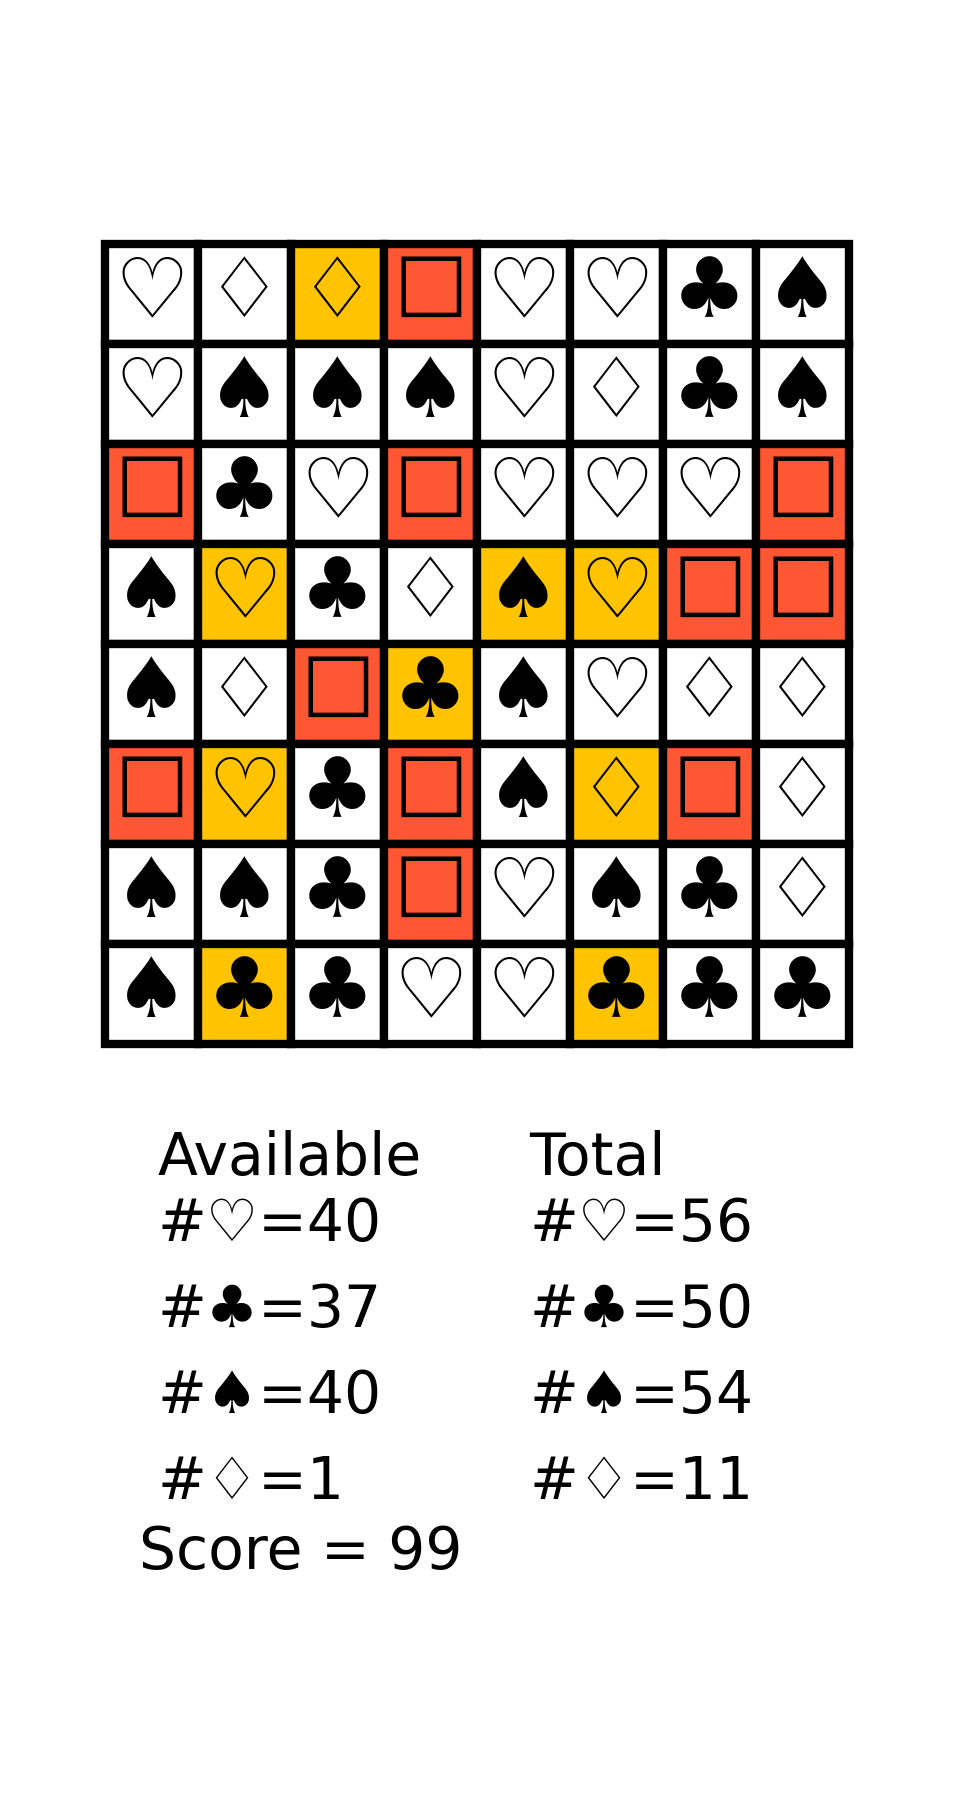 ♡ ♢ ♢ □ ♡ ♡ ♣ ♠
♡ ♠ ♠ ♠ ♡ ♢ ♣ ♠
□ ♣ ♡ □ ♡ ♡ ♡ □
♠ ♡ ♣ ♢ ♠ ♡ □ □
♠ ♢ □ ♣ ♠ ♡ ♢ ♢
□ ♡ ♣ □ ♠ ♢ □ ♢
♠ ♠ ♣ □ ♡ ♠ ♣ ♢
♠ ♣ ♣ ♡ ♡ ♣ ♣ ♣
Available Total
#♡=40 #♡=56
#♣=37 #♣=50
#♠=40 #♠=54
#♢=1 #♢=11
Score = 99